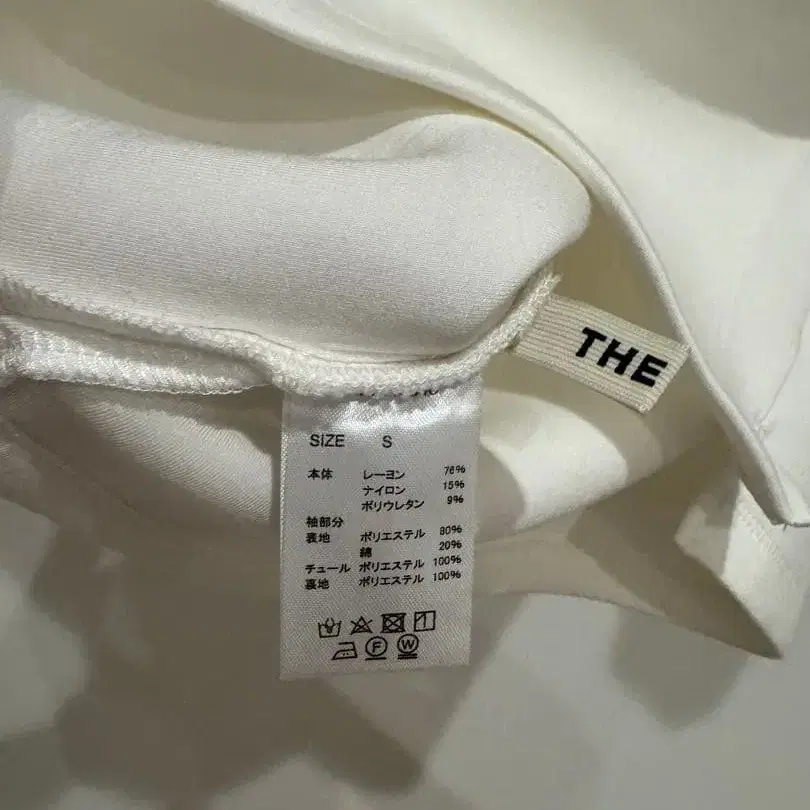 THE
SIZE S
本体 レーヨン 76%
ナイロン 15%
ポリウレタン 9%
袖部分
表地 ポリエステル 80%
綿 20%
チュール ポリエステル 100%
裏地 ポリエステル 100%
F W